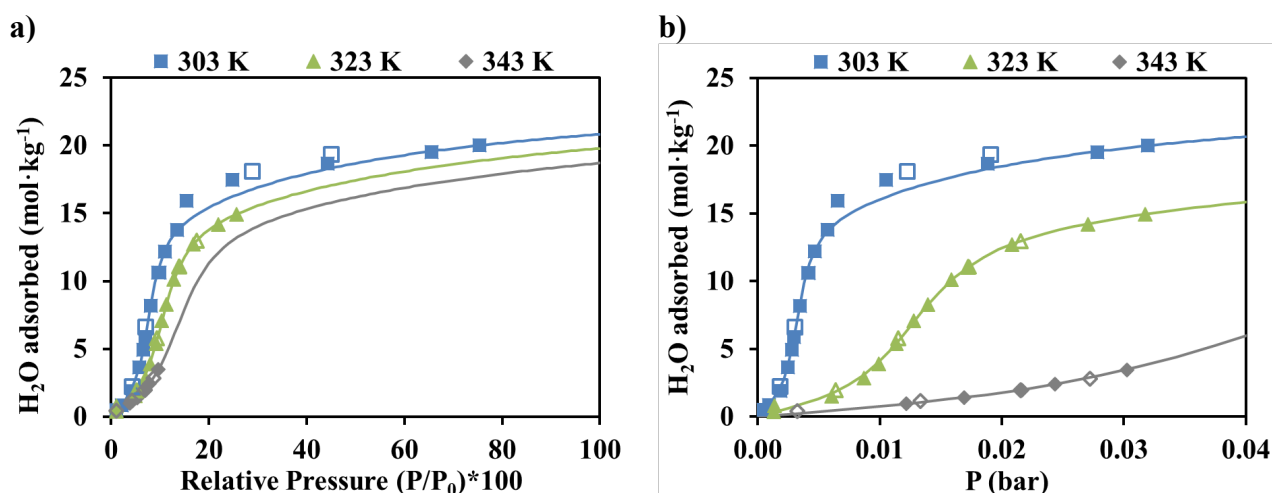 a)
303 K 323 K 343 K
H₂O adsorbed (mol·kg⁻¹)
25
20
15
10
5
0
0 20 40 60 80 100
Relative Pressure (P/P₀)*100
b)
303 K 323 K 343 K
H₂O adsorbed (mol·kg⁻¹)
25
20
15
10
5
0
0.00 0.01 0.02 0.03 0.04
P (bar)